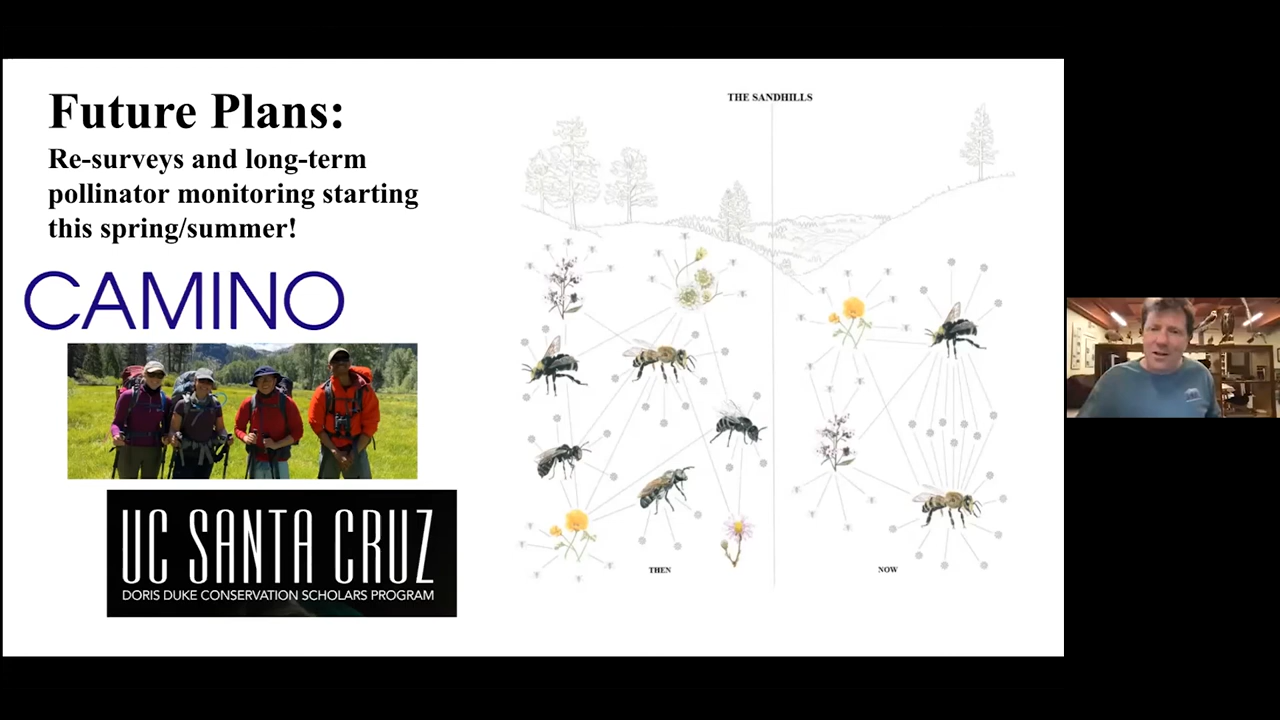 Future Plans:
Re-surveys and long-term
pollinator monitoring starting
this spring/summer!
CAMINO
UC SANTA CRUZ
DORIS DUKE CONSERVATION SCHOLARS PROGRAM
THE SANDHILLS
THEN
NOW